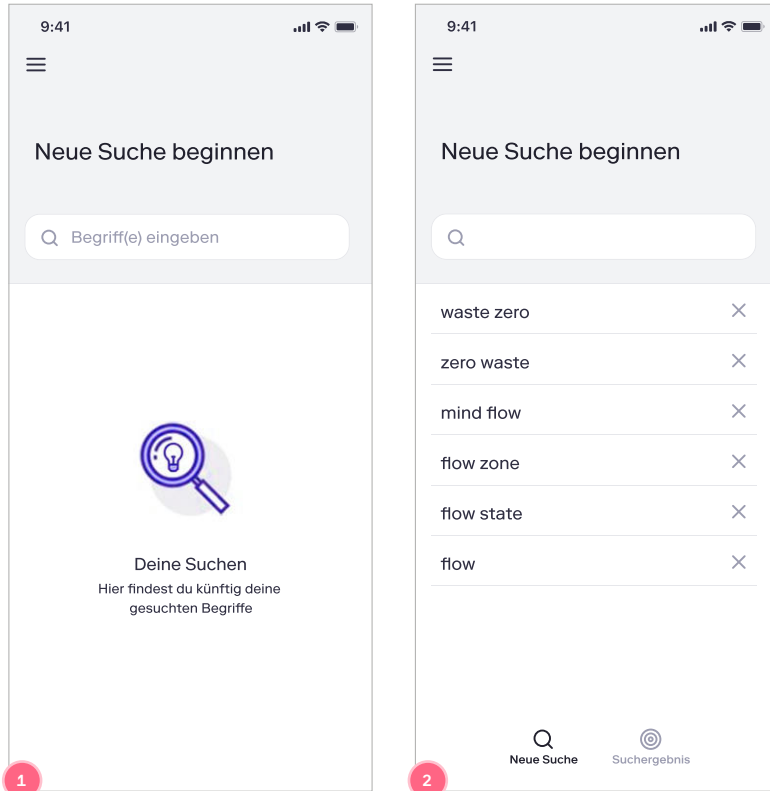 9:41
Neue Suche beginnen
Begriff(e) eingeben
Deine Suchen
Hier findest du künftig deine
gesuchten Begriffe
1
9:41
Neue Suche beginnen
waste zero
zero waste
mind flow
flow zone
flow state
flow
Neue Suche
Suchergebnis
2